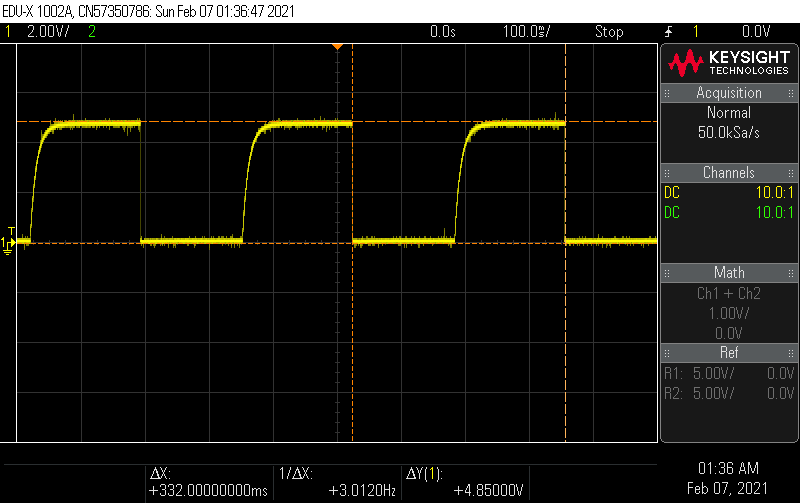 EDU-X 1002A, CN57350786: Sun Feb 07 01:36:47 2021
1 2.00V/ 2 0.0s 100.0ms/ Stop 1 0.0V
KEYSIGHT
TECHNOLOGIES
Acquisition
Normal
50.0kSa/s
Channels
DC 10.0:1
DC 10.0:1
T
1
Math
Ch1 + Ch2
1.00V/
0.0V
Ref
R1: 5.00V/ 0.0V
R2: 5.00V/ 0.0V
ΔX:
+332.00000000ms
1/ΔX:
+3.0120Hz
ΔY(1):
+4.85000V
01:36 AM
Feb 07, 2021